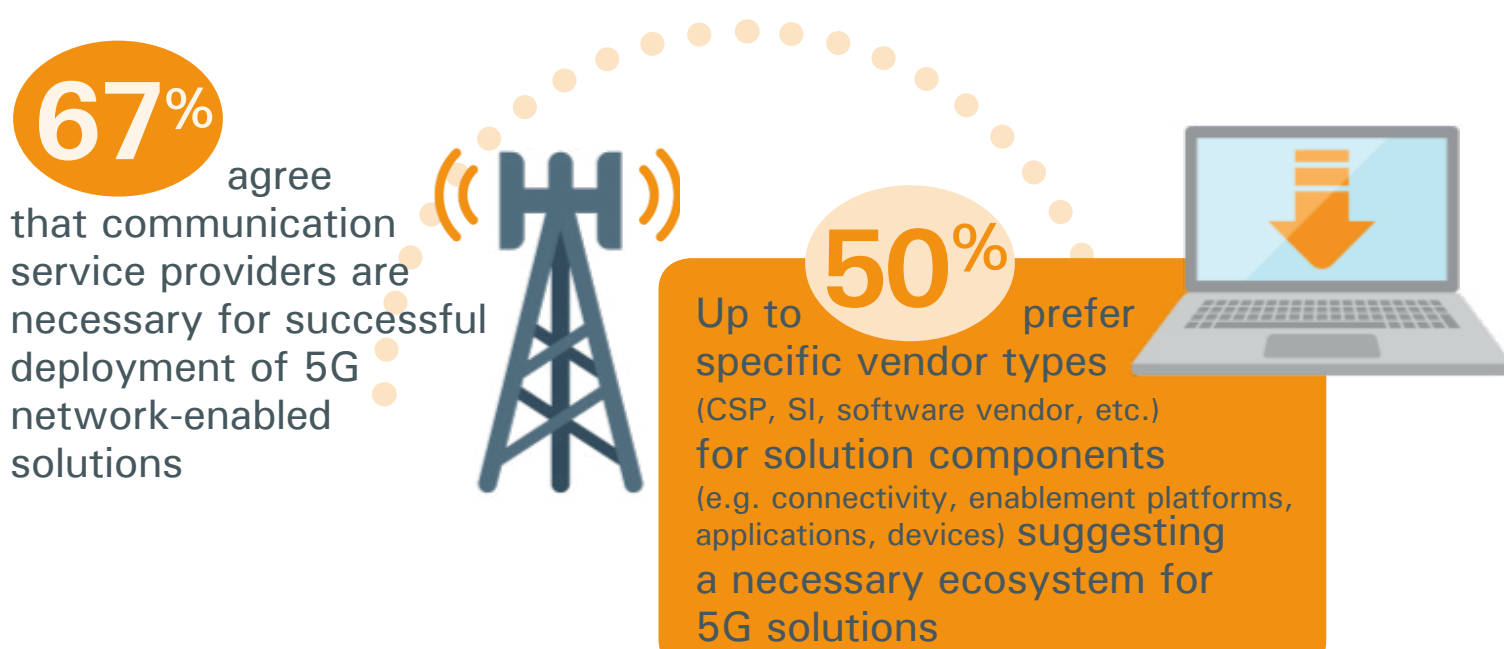 67%
agree
that communication
service providers are
necessary for successful
deployment of 5G
network-enabled
solutions
Up to 50% prefer
specific vendor types
(CSP, SI, software vendor, etc.)
for solution components
(e.g. connectivity, enablement platforms,
applications, devices) suggesting
a necessary ecosystem for
5G solutions